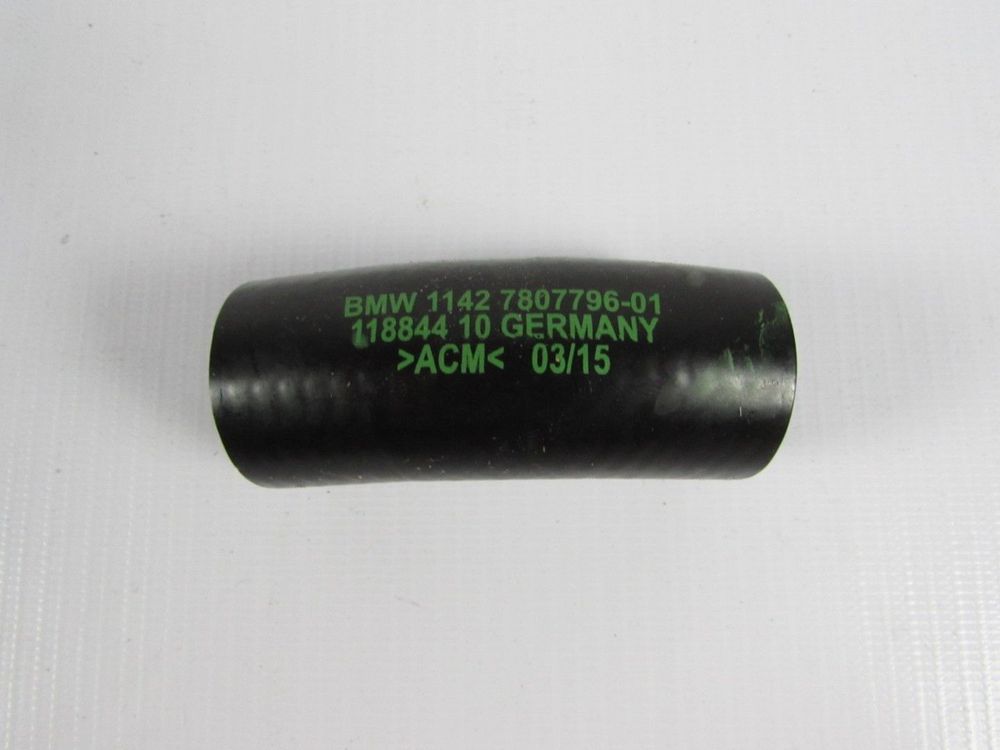 BMW 1142 7807796-01
118844 10 GERMANY
>ACM< 03/15